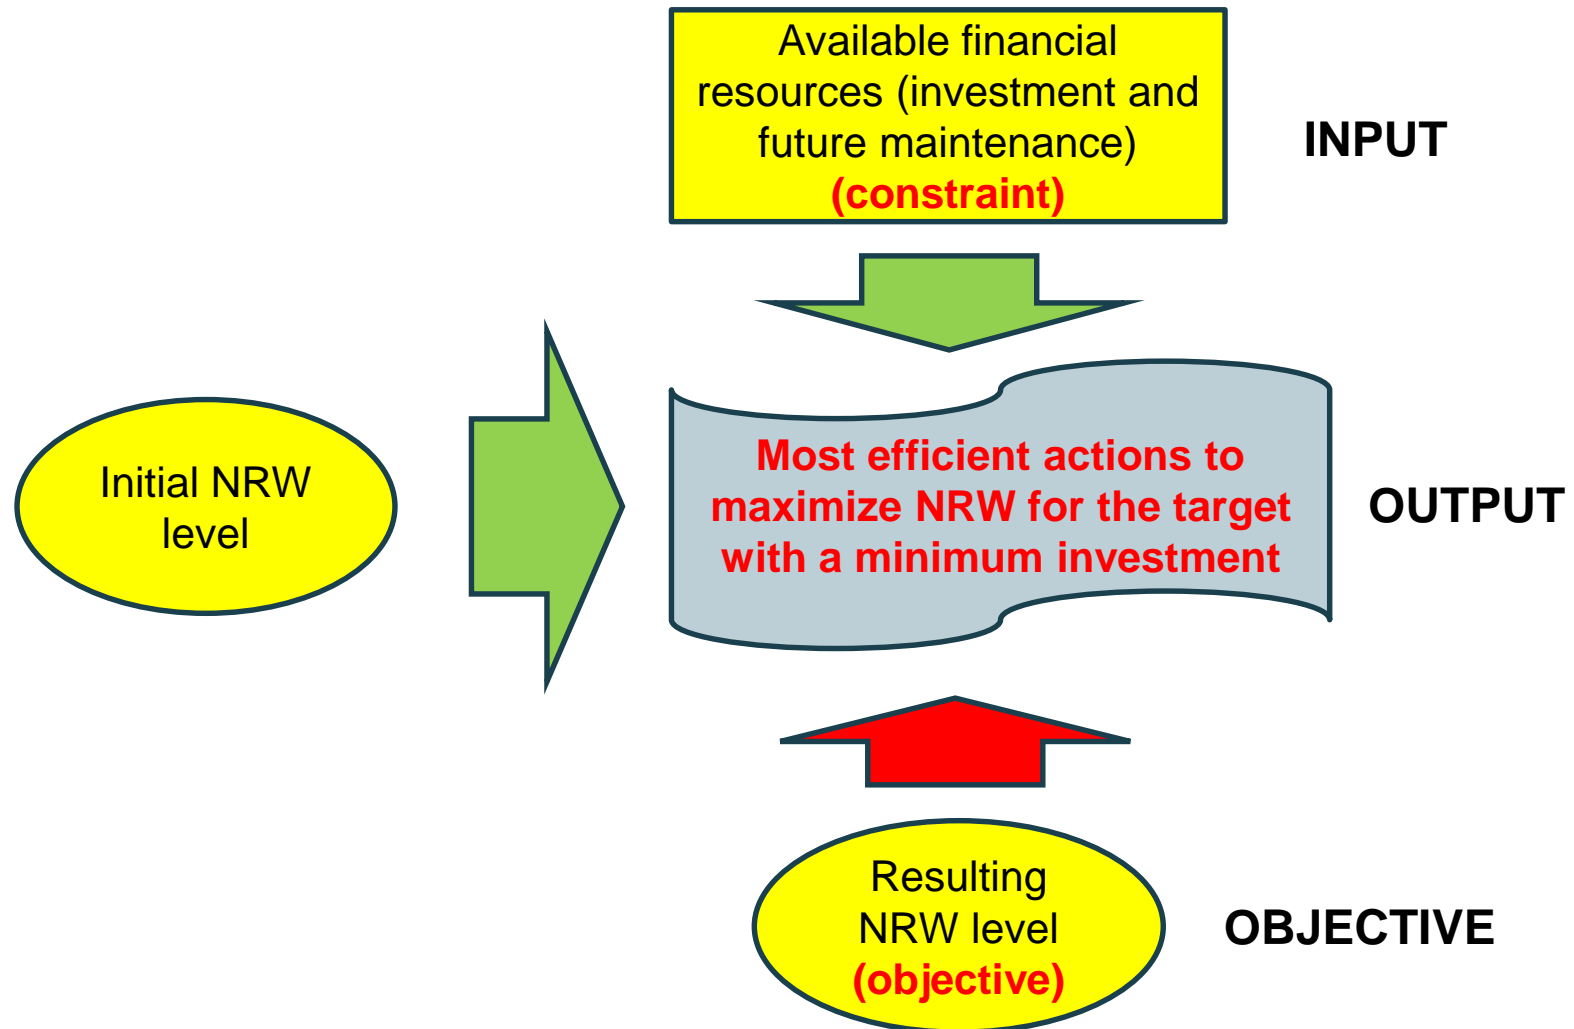 Available financial
resources (investment and
future maintenance)
(constraint)
INPUT
Initial NRW
level
Most efficient actions to
maximize NRW for the target
with a minimum investment
OUTPUT
Resulting
NRW level
(objective)
OBJECTIVE